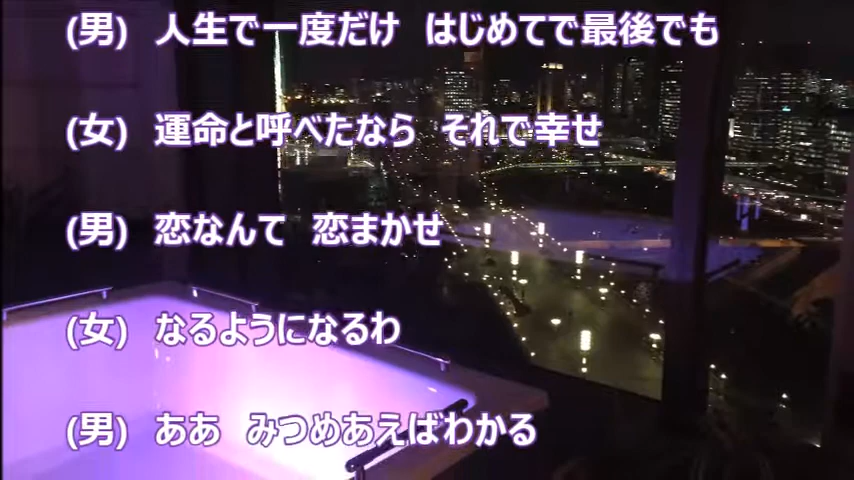 (男)　人生で一度だけ　はじめてで最後でも
(女)　運命と呼べたなら　それで幸せ
(男)　恋なんて　恋まかせ
(女)　なるようになるわ
(男)　ああ　みつめあえばわかる